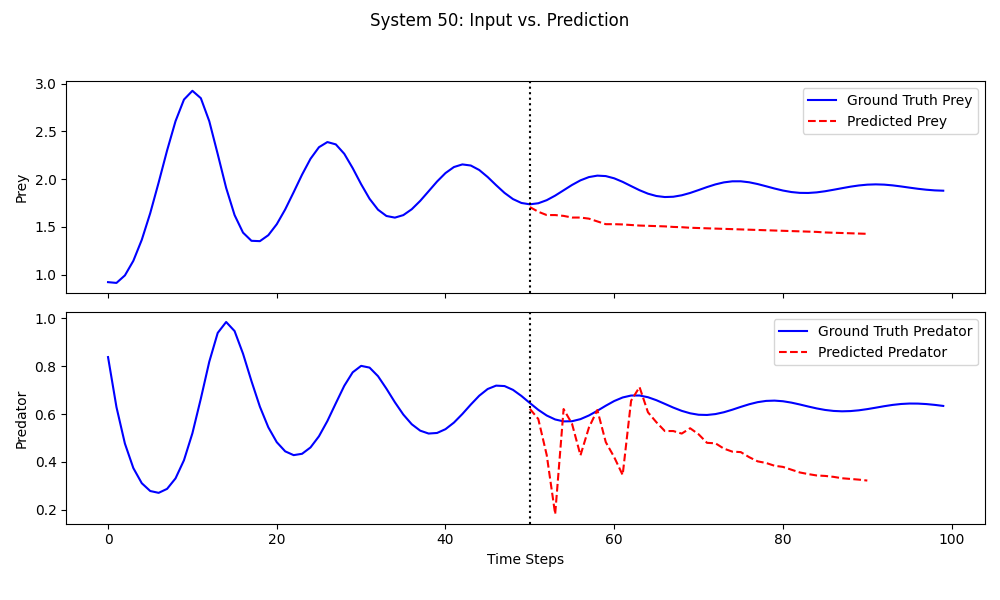 System 50: Input vs. Prediction
3.0
2.5
2.0
1.5
1.0
Prey
Ground Truth Prey
Predicted Prey
1.0
0.8
0.6
0.4
0.2
Predator
Ground Truth Predator
Predicted Predator
0 20 40 60 80 100
Time Steps